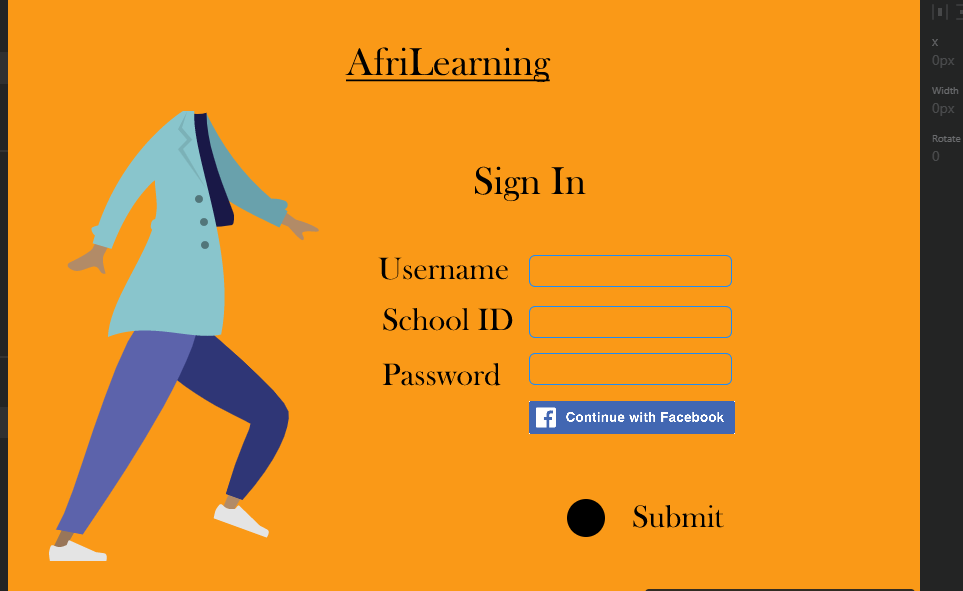 AfriLearning
Sign In
Username
School ID
Password
Continue with Facebook
Submit
X
0px
Width
0px
Rotate
0